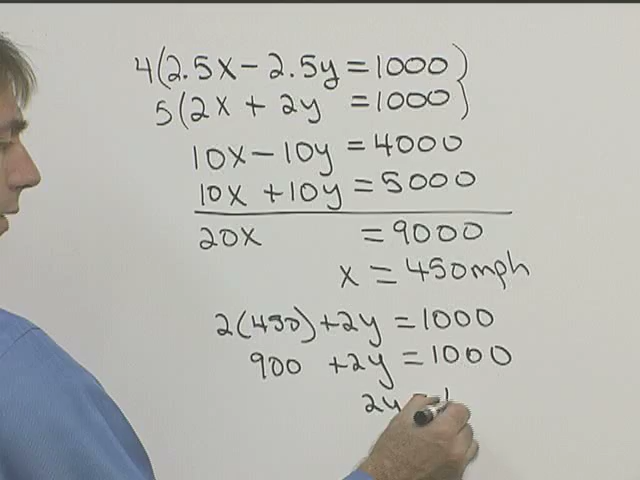 4(2.5x - 2.5y = 1000)
5(2x + 2y = 1000)
10x - 10y = 4000
10x + 10y = 5000
20x = 9000
x = 450mph
2(450) + 2y = 1000
900 + 2y = 1000
2y = 1